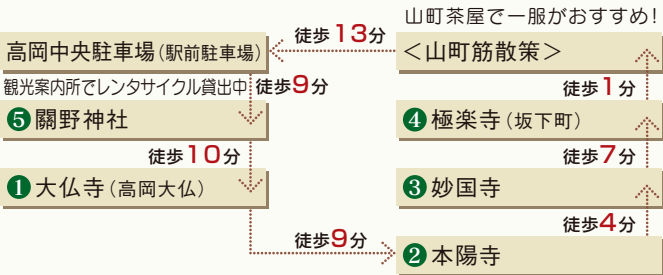 山町茶屋で一服がおすすめ!
高岡中央駐車場(駅前駐車場)
徒歩13分
<山町筋散策>
観光案内所でレンタサイクル貸出中
徒歩9分
徒歩1分
❺關野神社
❹極楽寺(坂下町)
徒歩10分
徒歩7分
❶大仏寺(高岡大仏)
❸妙国寺
徒歩9分
徒歩4分
❷本陽寺